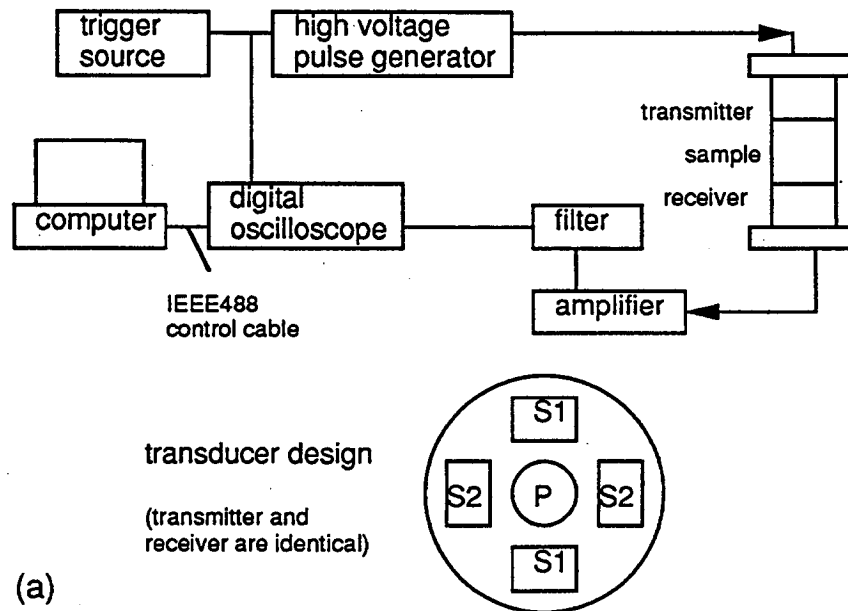 trigger
source
high voltage
pulse generator
transmitter
sample
receiver
computer
digital
oscilloscope
filter
amplifier
IEEE488
control cable
transducer design
(transmitter and
receiver are identical)
S1
S2
P
S2
S1
(a)